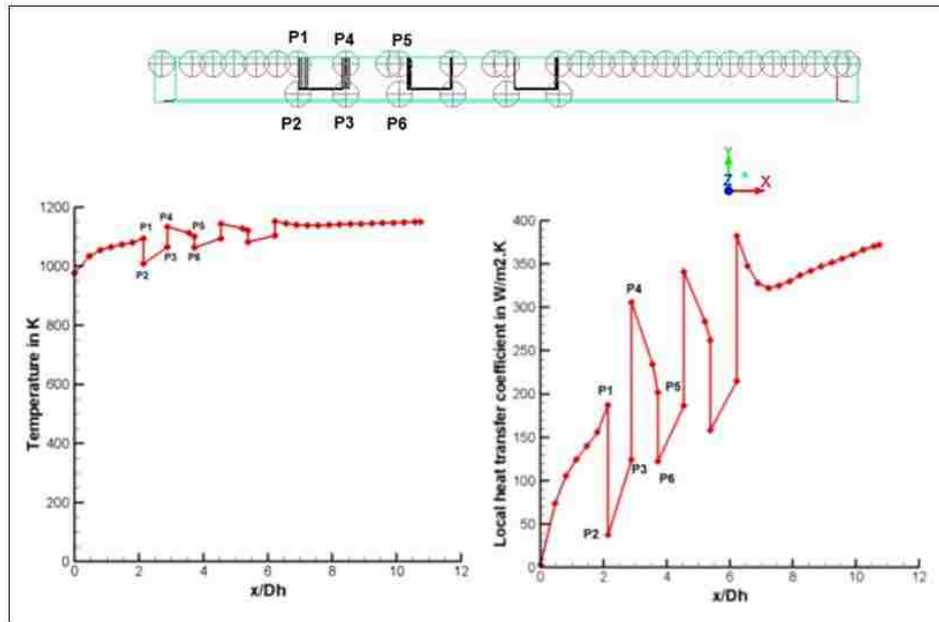 P1 P4 P5
P2 P3 P6
Y
Z X
Temperature in K
1200
1000
800
600
400
200
0
P1
P2
P4
P3
P5
P6
0 2 4 6 8 10 12
x/Dh
Local heat transfer coefficient in W/m2.K
400
350
300
250
200
150
100
50
0
P1
P2
P4
P3
P5
P6
0 2 4 6 8 10 12
x/Dh